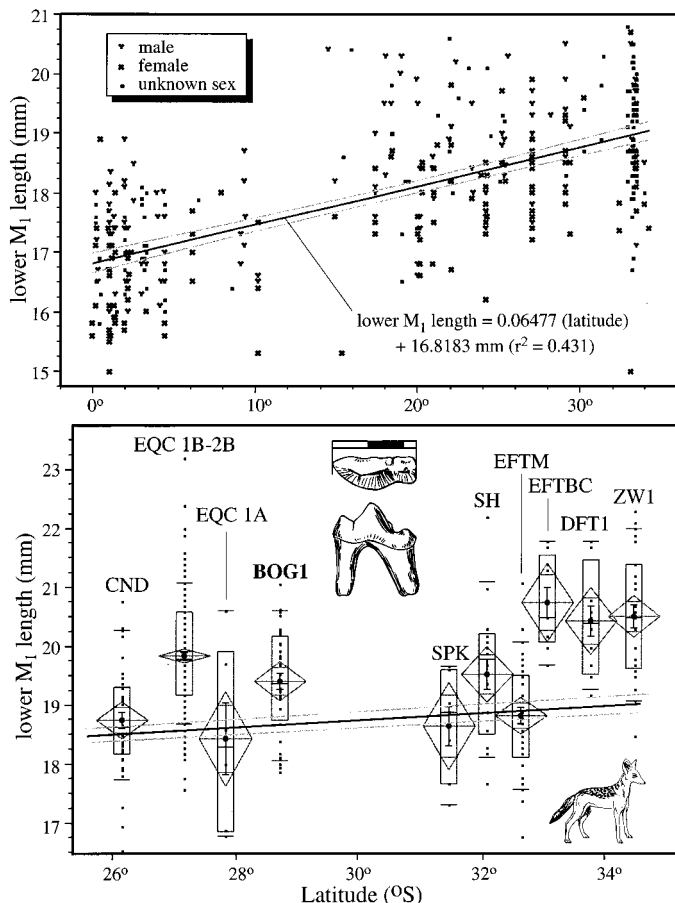 male
female
unknown sex
21
20
19
18
17
16
15
lower M1 length (mm)
lower M1 length = 0.06477 (latitude)
+ 16.8183 mm (r2 = 0.431)
0° 10° 20° 30°
EQC 1B-2B
EQC 1A
CND
BOG1
EFTM
EFTBC
SH
DFT1
ZW1
SPK
23
22
21
20
19
18
17
lower M1 length (mm)
26° 28° 30° 32° 34°
Latitude (°S)